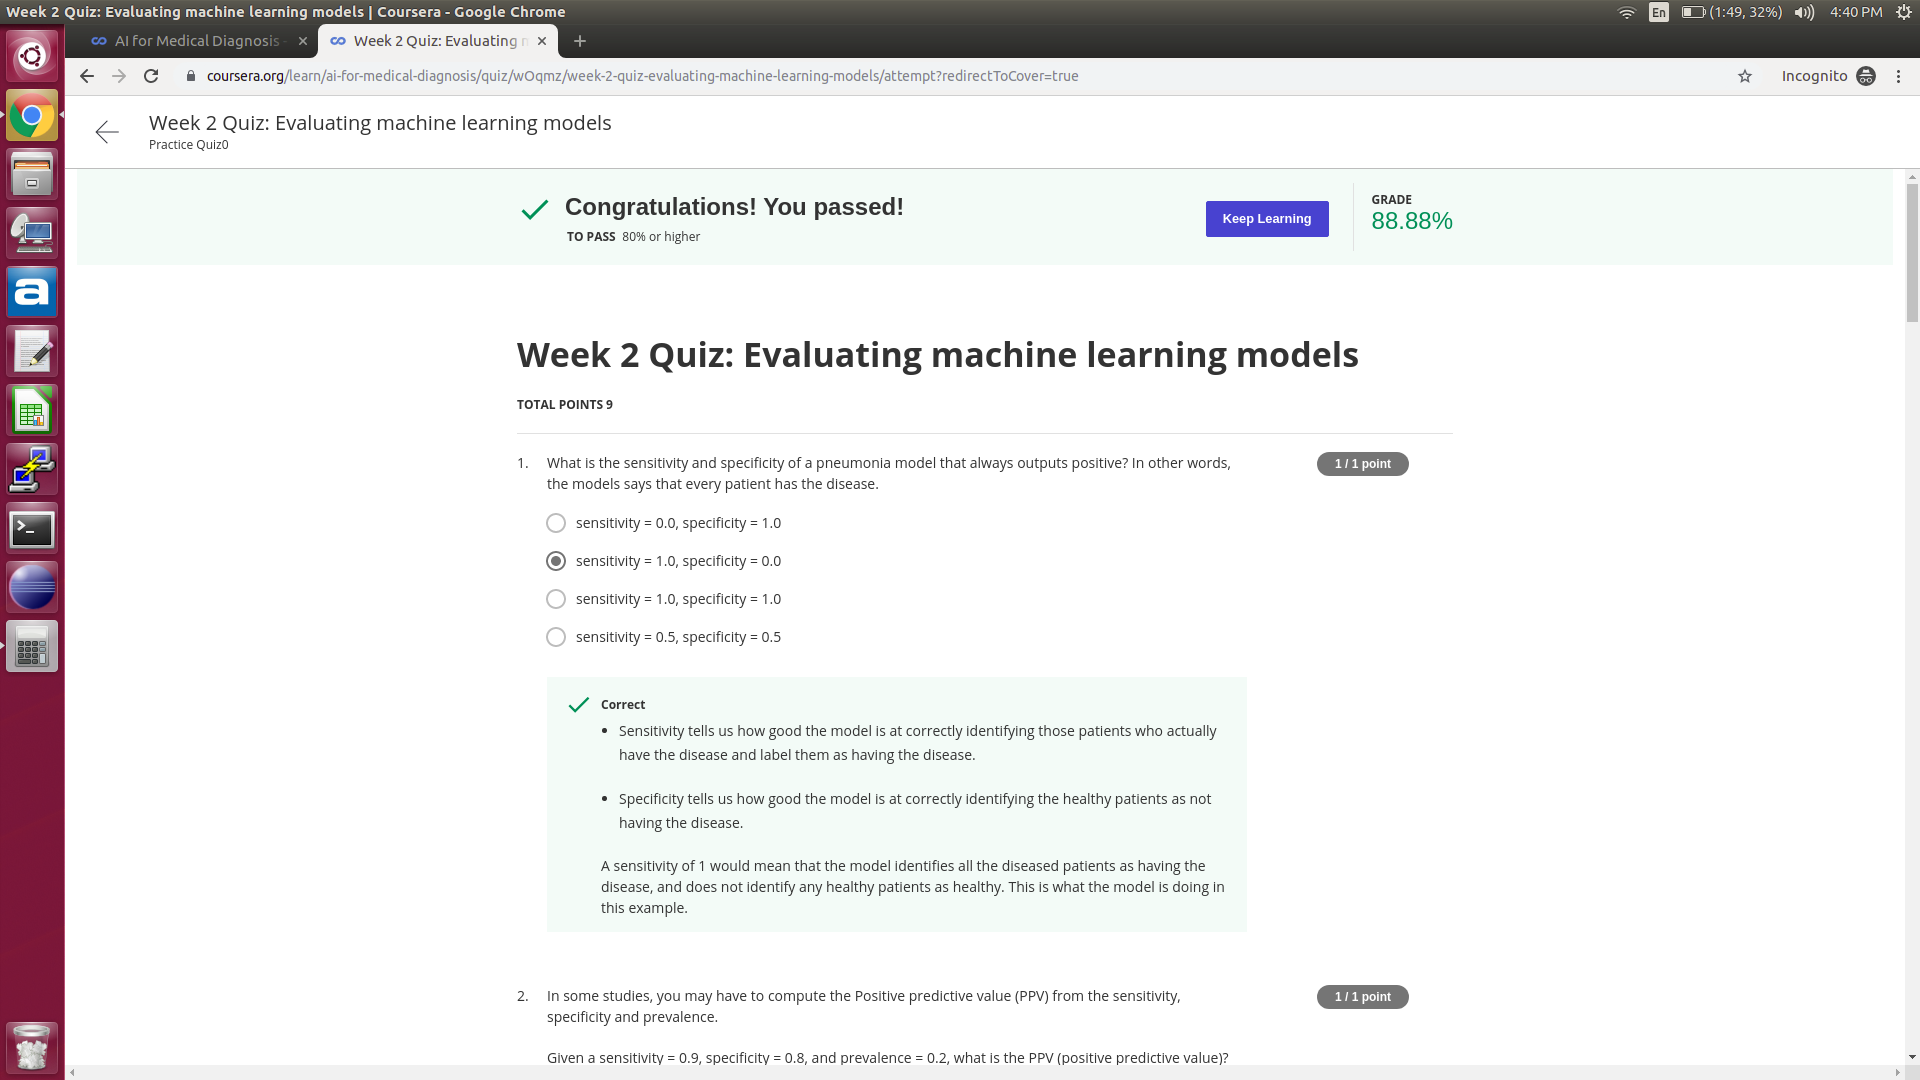 Week 2 Quiz: Evaluating machine learning models | Coursera - Google Chrome
En
(1:49, 32%)
4:40 PM
AI for Medical Diagnosis
Week 2 Quiz: Evaluating
coursera.org/learn/ai-for-medical-diagnosis/quiz/wOqmz/week-2-quiz-evaluating-machine-learning-models/attempt?redirectToCover=true
Incognito
Week 2 Quiz: Evaluating machine learning models
Practice Quiz0
Congratulations! You passed!
TO PASS 80% or higher
Keep Learning
GRADE
88.88%
Week 2 Quiz: Evaluating machine learning models
TOTAL POINTS 9
1. What is the sensitivity and specificity of a pneumonia model that always outputs positive? In other words,
the models says that every patient has the disease.
1 / 1 point
sensitivity = 0.0, specificity = 1.0
sensitivity = 1.0, specificity = 0.0
sensitivity = 1.0, specificity = 1.0
sensitivity = 0.5, specificity = 0.5
Correct
Sensitivity tells us how good the model is at correctly identifying those patients who actually
have the disease and label them as having the disease.
Specificity tells us how good the model is at correctly identifying the healthy patients as not
having the disease.
A sensitivity of 1 would mean that the model identifies all the diseased patients as having the
disease, and does not identify any healthy patients as healthy. This is what the model is doing in
this example.
2. In some studies, you may have to compute the Positive predictive value (PPV) from the sensitivity,
specificity and prevalence.
1 / 1 point
Given a sensitivity = 0.9, specificity = 0.8, and prevalence = 0.2, what is the PPV (positive predictive value)?